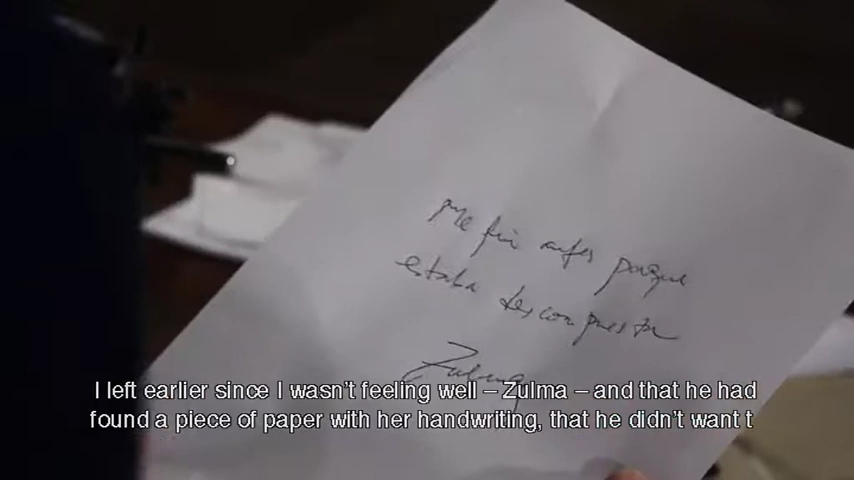 Me fui antes porque
estaba descompuesta
Zulma
I left earlier since I wasn't feeling well – Zulma – and that he had
found a piece of paper with her handwriting, that he didn't want t